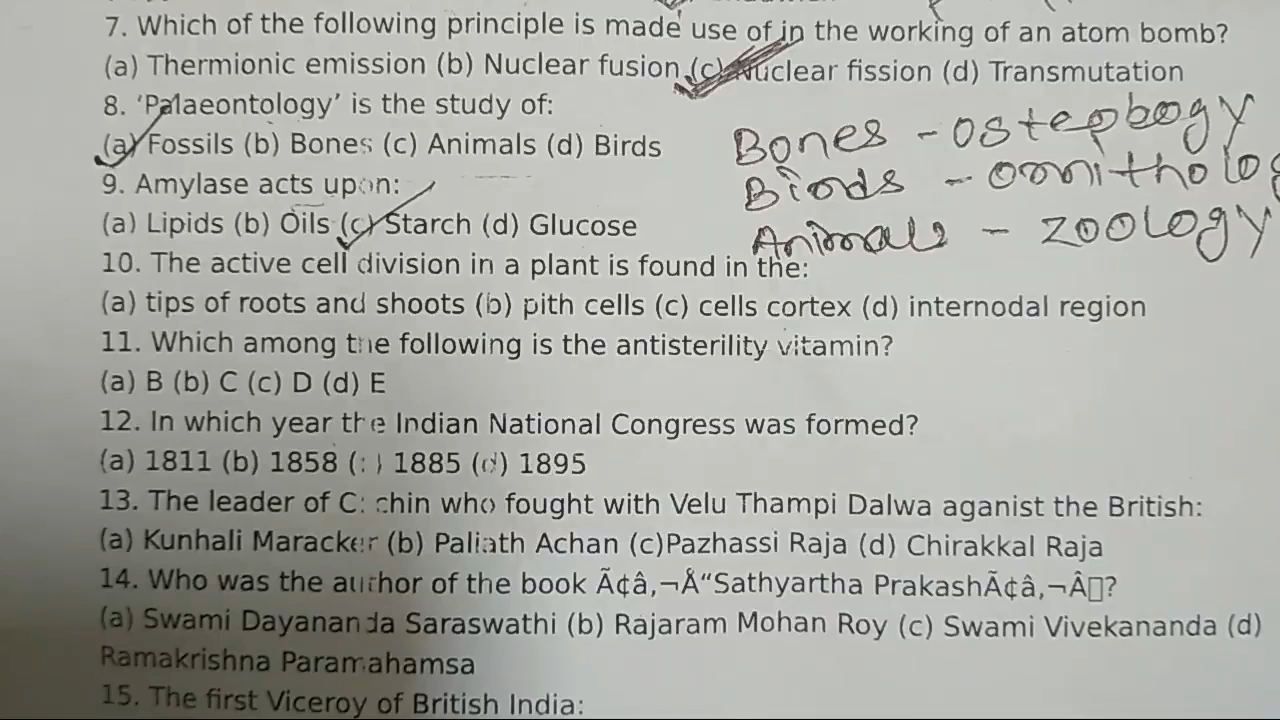 7. Which of the following principle is made use of in the working of an atom bomb?
(a) Thermionic emission (b) Nuclear fusion (c) Nuclear fission (d) Transmutation
8. ‘Palaeontology’ is the study of:
(a) Fossils (b) Bones (c) Animals (d) Birds
Bones - Osteology
9. Amylase acts upon:
Birds - Ornitholog
(a) Lipids (b) Oils (c) Starch (d) Glucose
Animals - Zoology
10. The active cell division in a plant is found in the:
(a) tips of roots and shoots (b) pith cells (c) cells cortex (d) internodal region
11. Which among the following is the antisterility vitamin?
(a) B (b) C (c) D (d) E
12. In which year the Indian National Congress was formed?
(a) 1811 (b) 1858 (c) 1885 (d) 1895
13. The leader of Cochin who fought with Velu Thampi Dalwa aganist the British:
(a) Kunhali Maracker (b) Paliath Achan (c)Pazhassi Raja (d) Chirakkal Raja
14. Who was the author of the book Ã¢â‚¬Å“Sathyartha PrakashÃ¢â‚¬Â▯?
(a) Swami Dayananda Saraswathi (b) Rajaram Mohan Roy (c) Swami Vivekananda (d)
Ramakrishna Paramahamsa
15. The first Viceroy of British India: